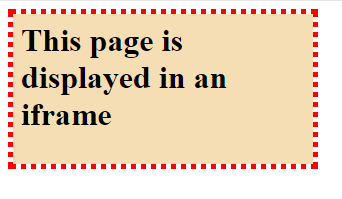 This page is
displayed in an
iframe